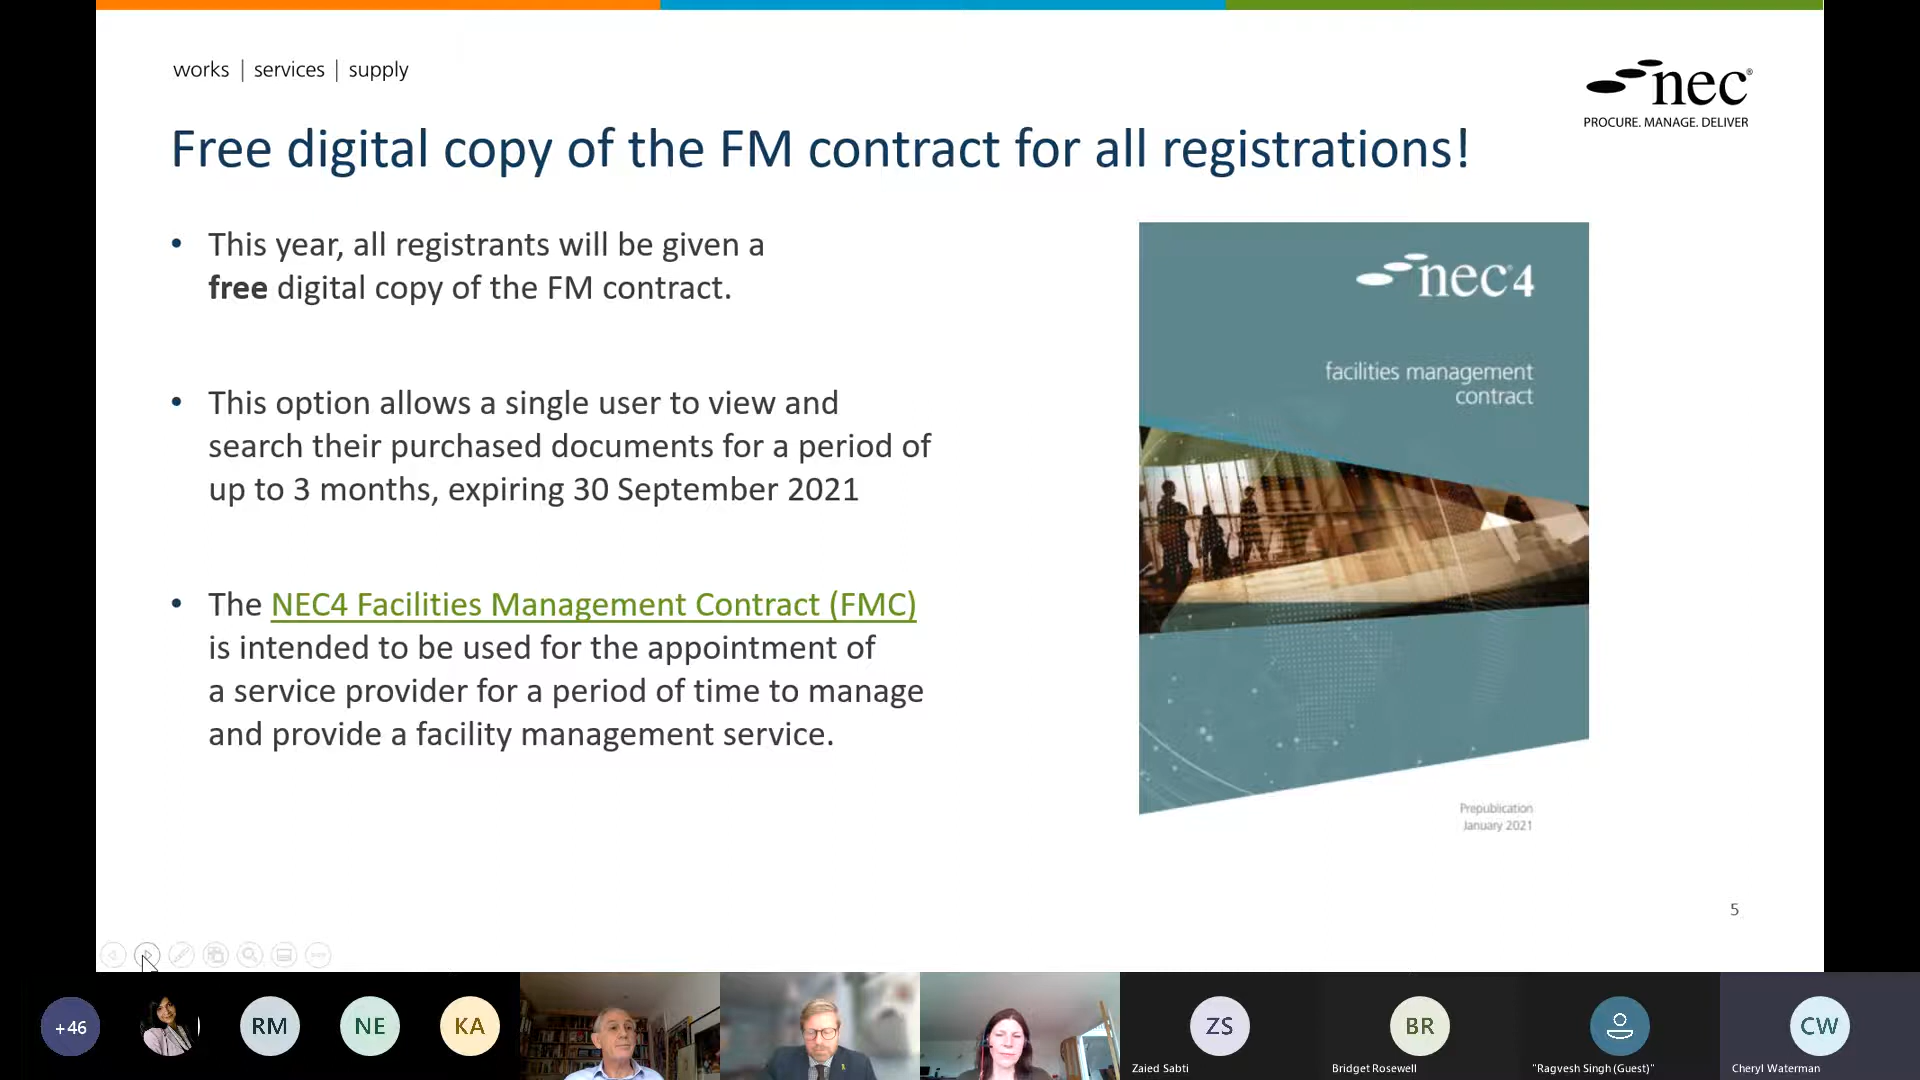 works | services | supply
nec®
PROCURE. MANAGE. DELIVER
Free digital copy of the FM contract for all registrations!
• This year, all registrants will be given a
free digital copy of the FM contract.
• This option allows a single user to view and
search their purchased documents for a period of
up to 3 months, expiring 30 September 2021
• The NEC4 Facilities Management Contract (FMC)
is intended to be used for the appointment of
a service provider for a period of time to manage
and provide a facility management service.
nec4
facilities management
contract
Prepublication
January 2021
5
+46
RM
NE
KA
ZS
BR
CW
Zaied Sabti
Bridget Rosewell
"Ragvesh Singh (Guest)"
Cheryl Waterman